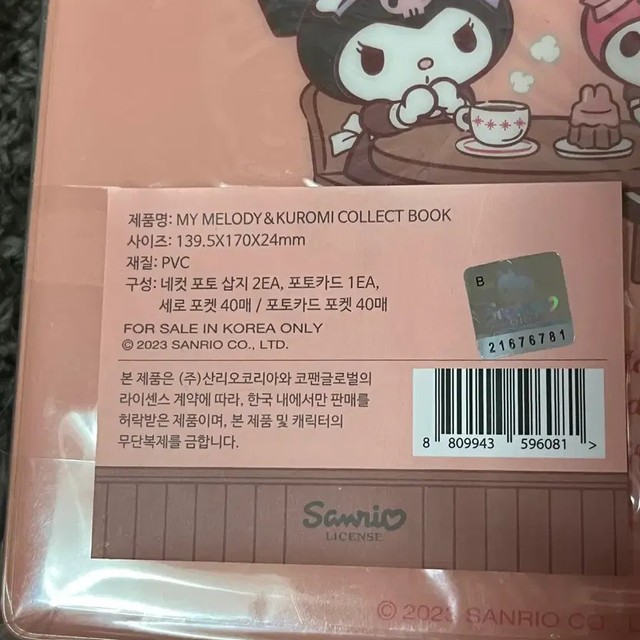 제품명: MY MELODY&KUROMI COLLECT BOOK
사이즈: 139.5X170X24mm
재질: PVC
구성: 네컷 포토 삽지 2EA, 포토카드 1EA,
세로 포켓 40매 / 포토카드 포켓 40매
FOR SALE IN KOREA ONLY
© 2023 SANRIO CO., LTD.
본 제품은 (주)산리오코리아와 코팬글로벌의
라이센스 계약에 따라, 한국 내에서만 판매를
허락받은 제품이며, 본 제품 및 캐릭터의
무단복제를 금합니다.
B
21676781
8 809943 596081 >
Sanrio
LICENSE
© 2023 SANRIO CO.